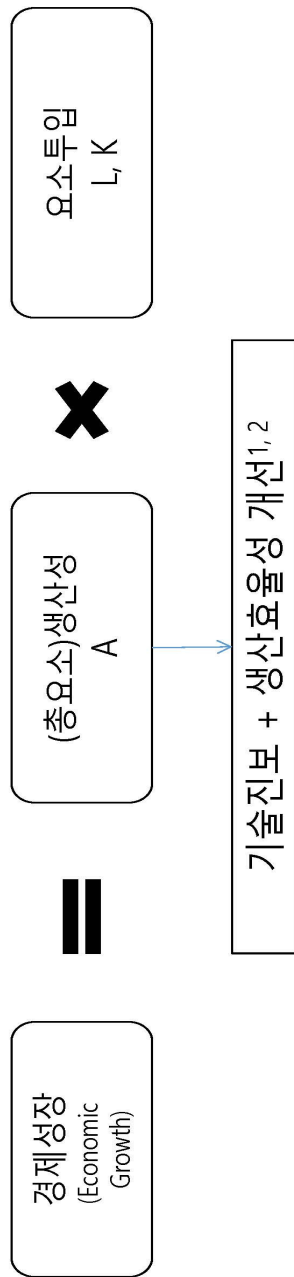 경제성장
(Economic
Growth)
=
(총요소)생산성
A
×
요소투입
L, K
기술진보 + 생산효율성 개선1, 2